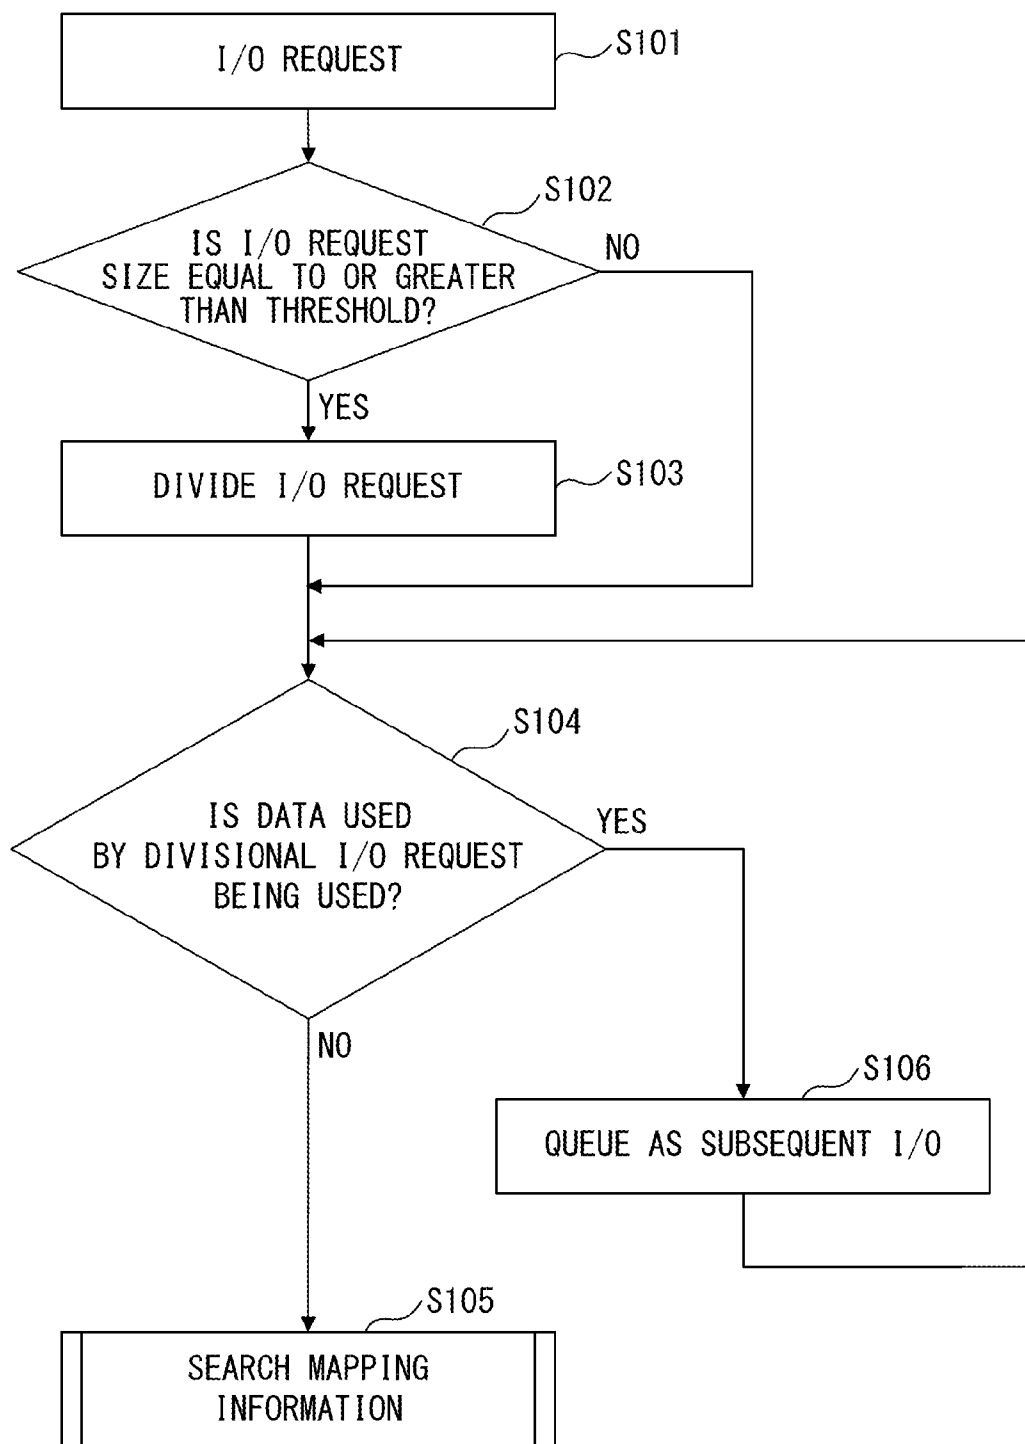 I/O REQUEST
S101
S102
IS I/O REQUEST
SIZE EQUAL TO OR GREATER
THAN THRESHOLD?
NO
YES
DIVIDE I/O REQUEST
S103
S104
IS DATA USED
BY DIVISIONAL I/O REQUEST
BEING USED?
YES
NO
S106
QUEUE AS SUBSEQUENT I/O
S105
SEARCH MAPPING
INFORMATION